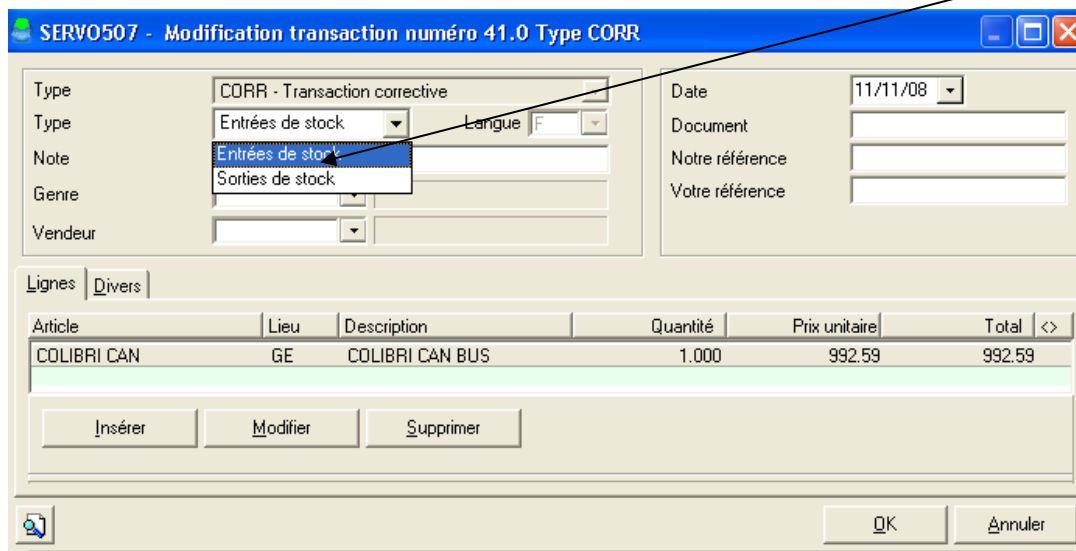 SERVO507 - Modification transaction numéro 41.0 Type CORR
Type CORR - Transaction corrective
Type Entrées de stock Langue F
Entrées de stock
Sorties de stock
Note
Genre
Vendeur
Date 11/11/08
Document
Notre référence
Votre référence
Lignes Divers
Article Lieu Description Quantité Prix unitaire Total <>
COLIBRI CAN GE COLIBRI CAN BUS 1.000 992.59 992.59
Insérer Modifier Supprimer
OK Annuler